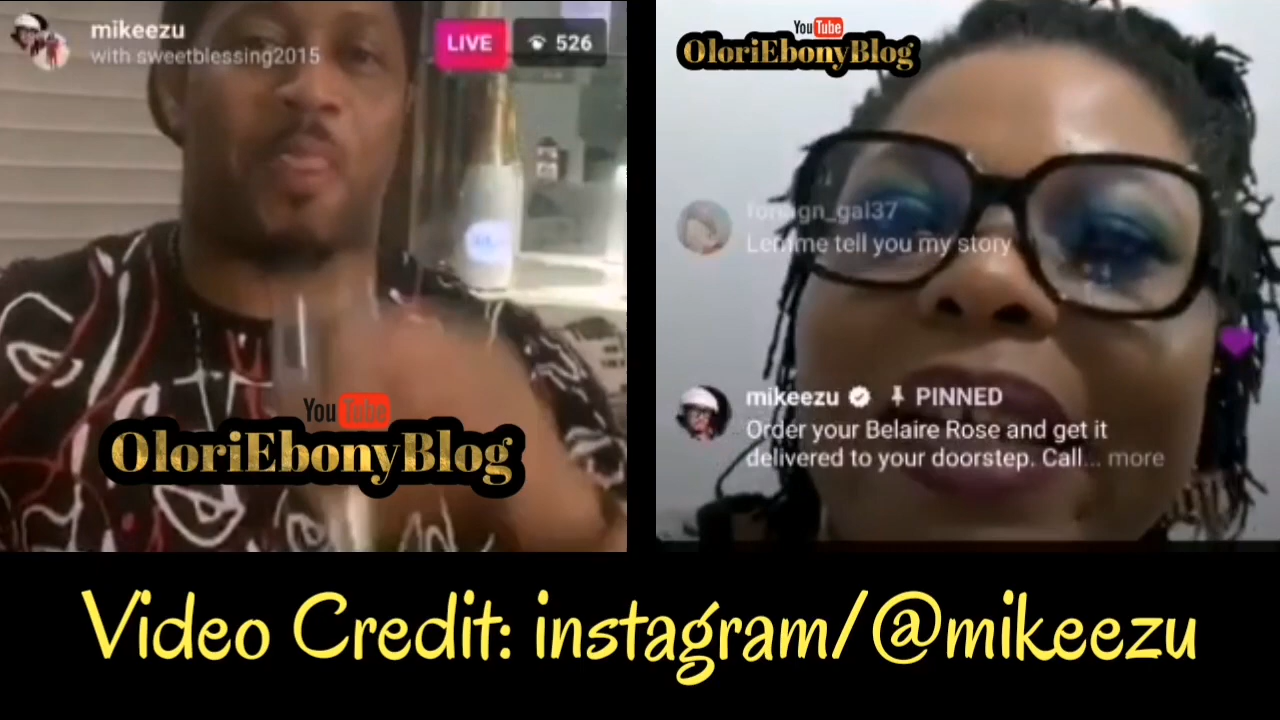 mikeezu
with sweetblessing2015
LIVE
526
YouTube
OloriEbonyBlog
YouTube
OloriEbonyBlog
foreign_gal37
Lemme tell you my story
mikeezu PINNED
Order your Belaire Rose and get it
delivered to your doorstep. Call... more
Video Credit: instagram/@mikeezu